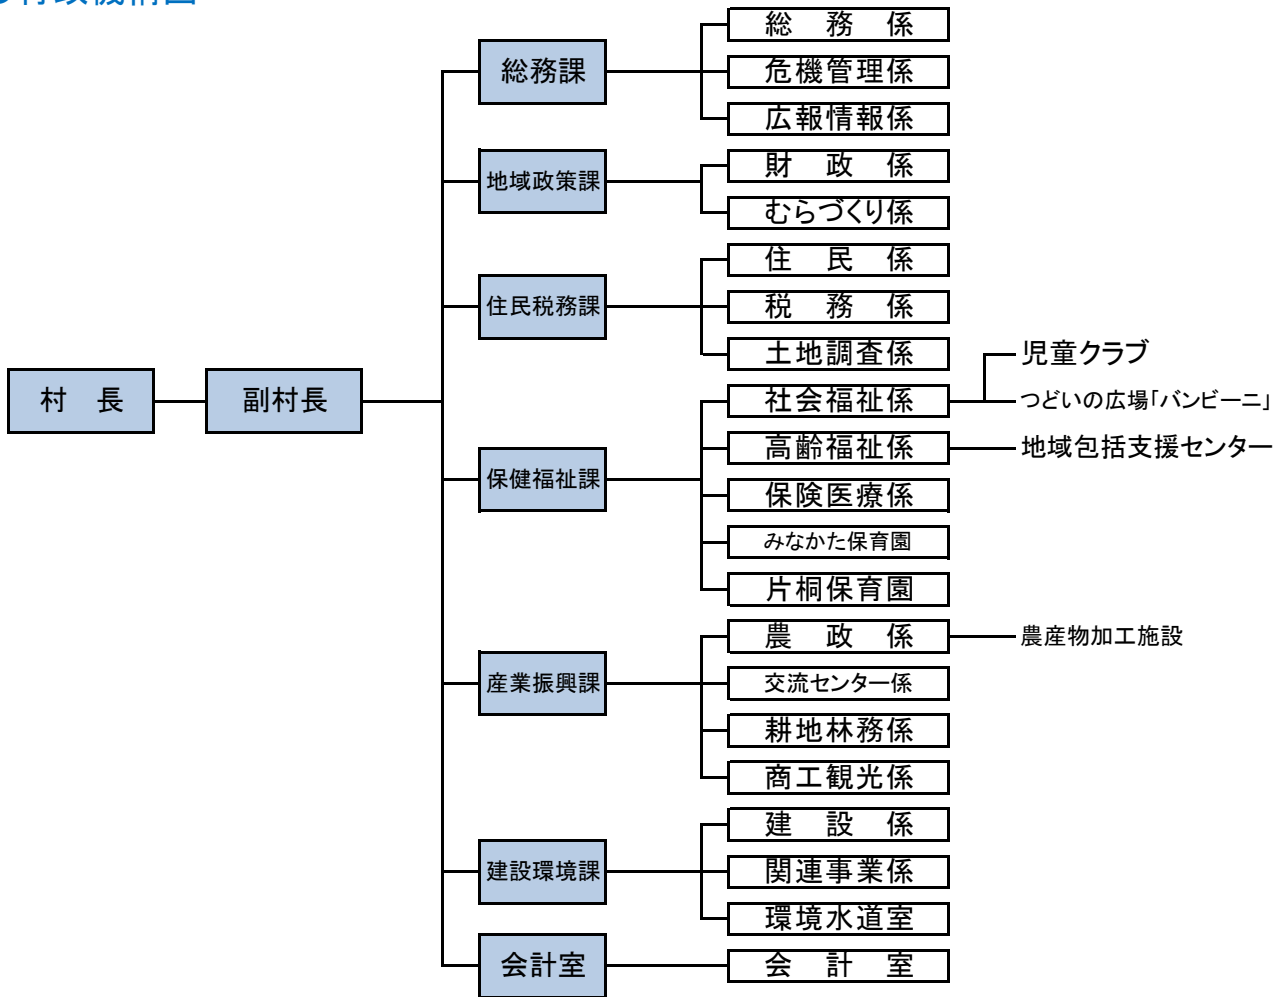 行政機構図
総務課
総務係
危機管理係
広報情報係
地域政策課
財政係
むらづくり係
住民税務課
住民係
税務係
土地調査係
村長
副村長
保健福祉課
社会福祉係
児童クラブ
つどいの広場「バンビーニ」
高齢福祉係
地域包括支援センター
保険医療係
みなかた保育園
片桐保育園
産業振興課
農政係
農産物加工施設
交流センター係
耕地林務係
商工観光係
建設環境課
建設係
関連事業係
環境水道室
会計室
会計室